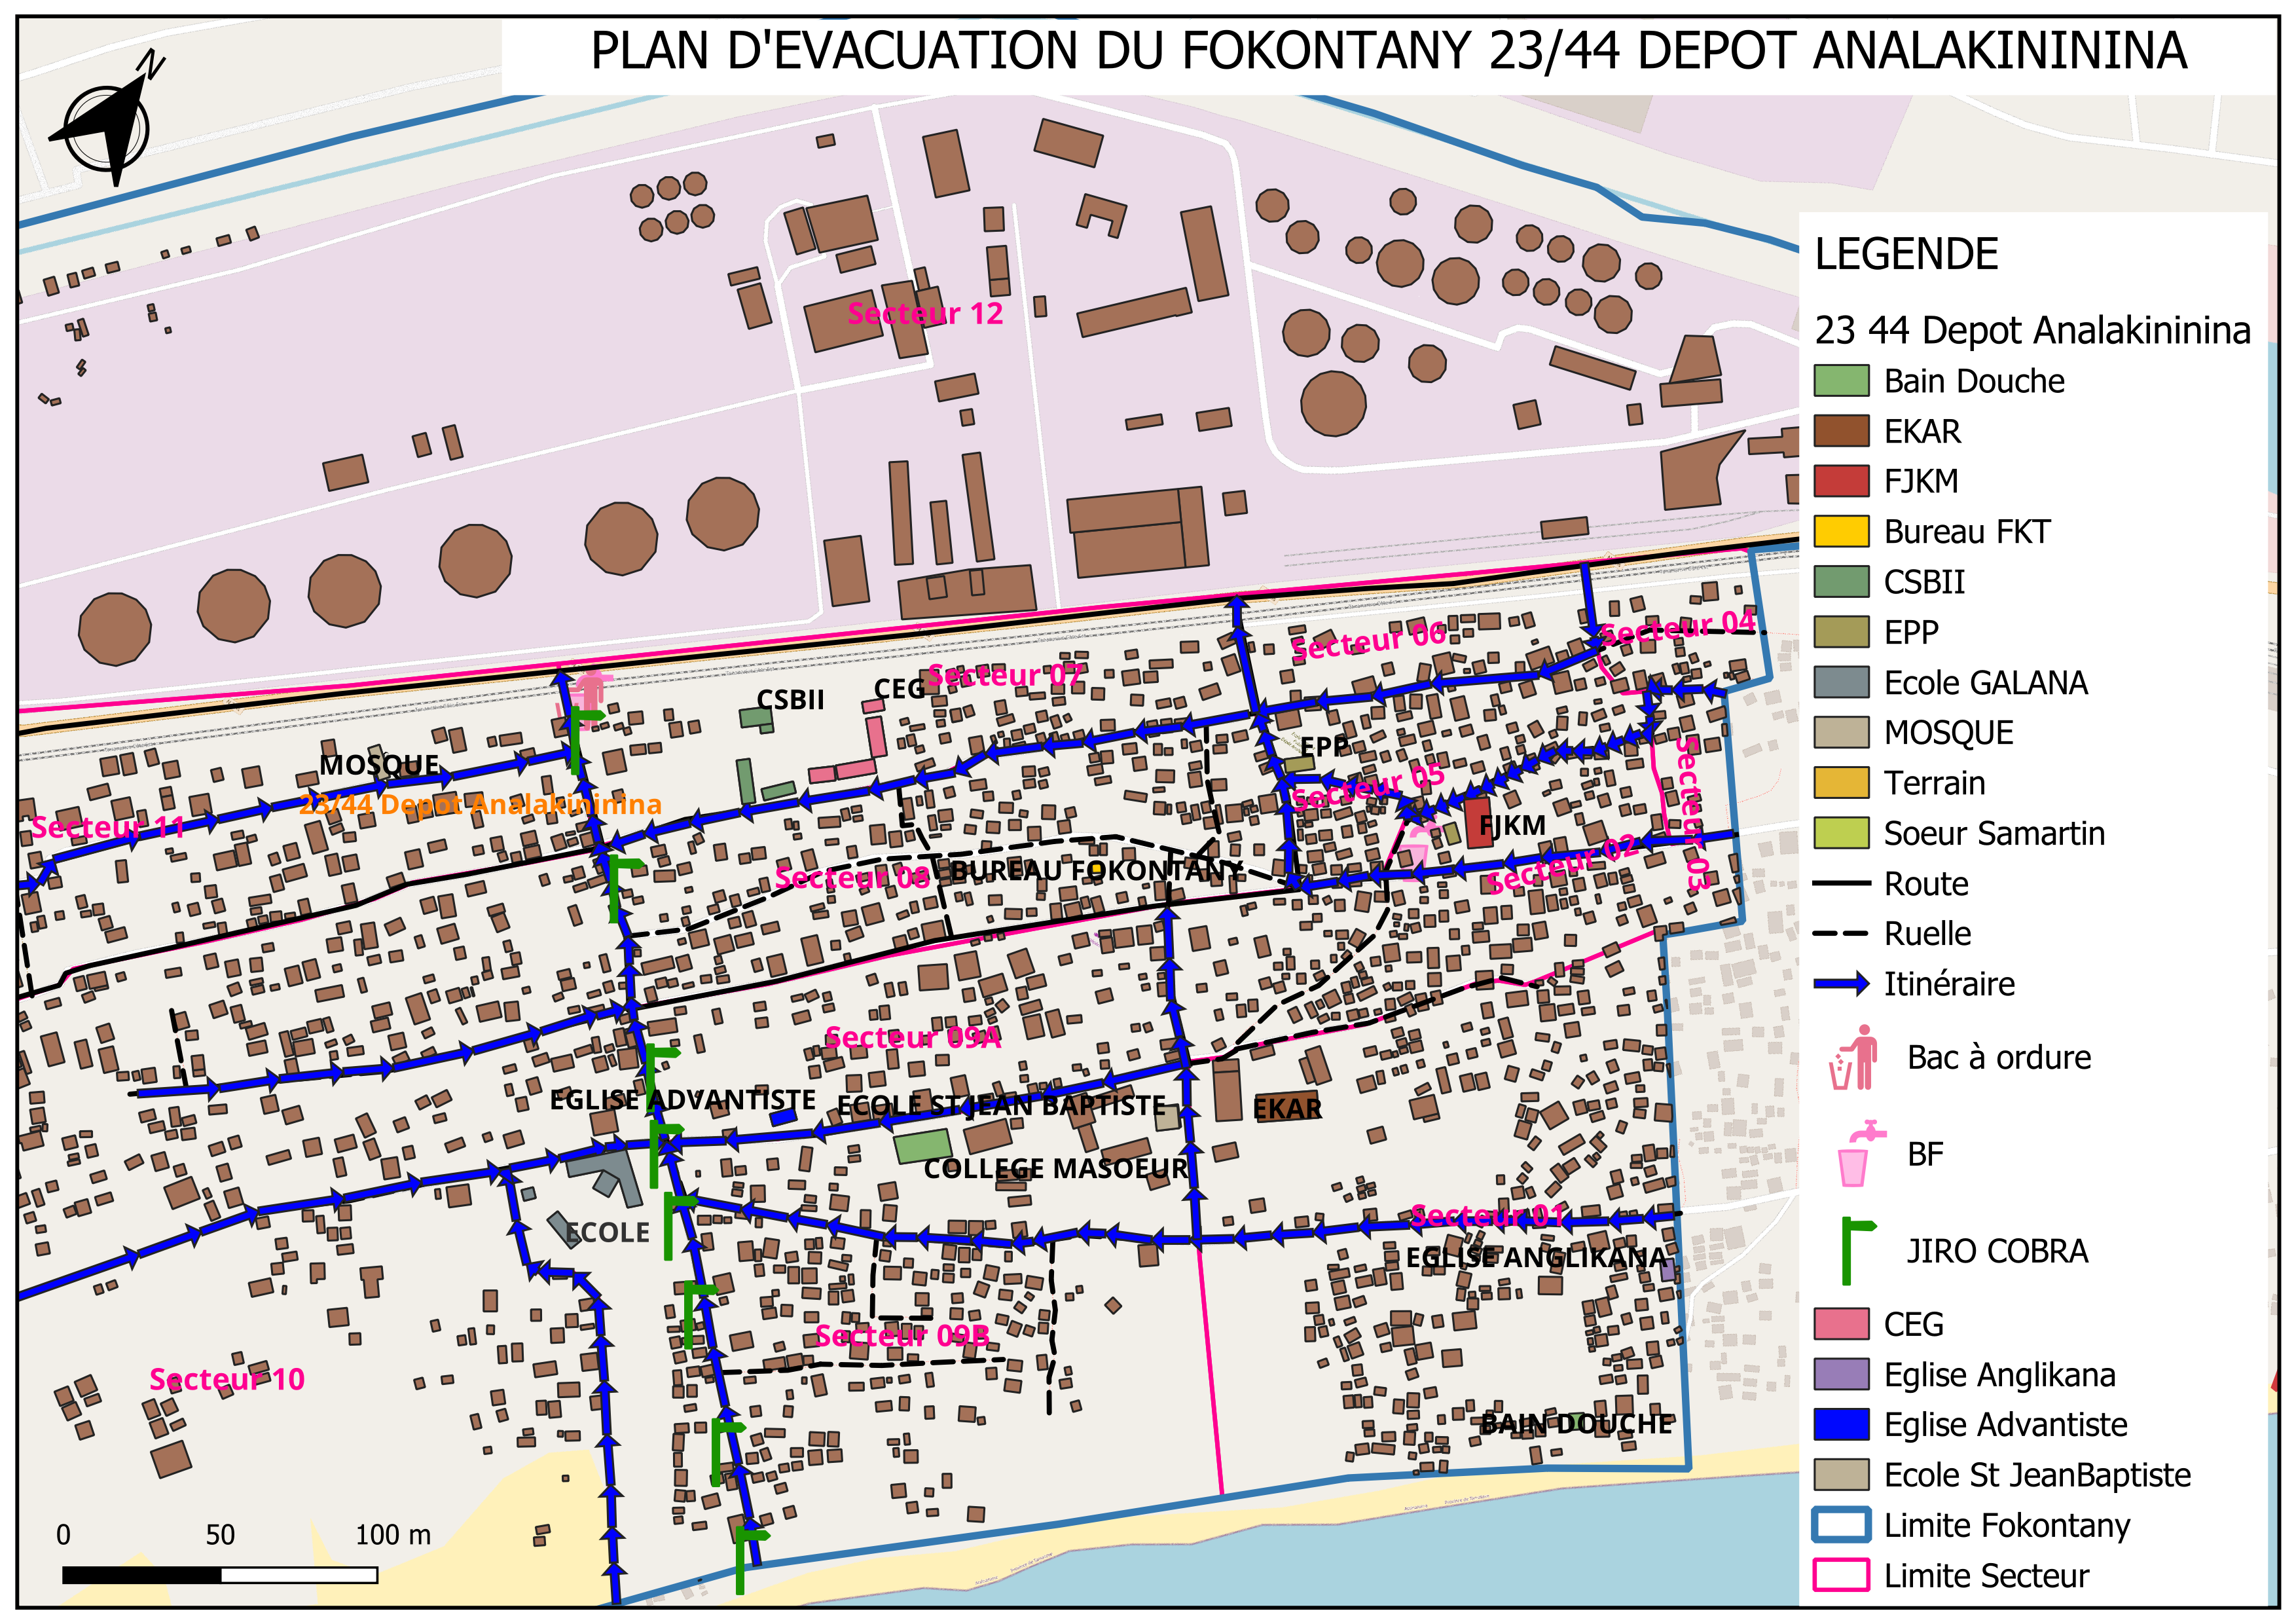 PLAN D'EVACUATION DU FOKONTANY 23/44 DEPOT ANALAKININIНA
N
Secteur 12
Secteur 04
Secteur 06
Secteur 07
CEG
CSBII
EPP
MOSQUE
Secteur 05
23/44 Depot Analakininina
Secteur 11
FJKM
Secteur 03
Secteur 02
BUREAU FOKONTANY
Secteur 08
Secteur 09A
EGLISE ADVANTISTE
ECOLE ST JEAN BAPTISTE
EKAR
COLLEGE MASOEUR
Secteur 01
ECOLE
EGLISE ANGLIKANA
Secteur 09B
Secteur 10
BAIN DOUCHE
0 50 100 m
LEGENDE
23 44 Depot Analakininina
Bain Douche
EKAR
FJKM
Bureau FKT
CSBII
EPP
Ecole GALANA
MOSQUE
Terrain
Soeur Samartin
Route
Ruelle
Itinéraire
Bac à ordure
BF
JIRO COBRA
CEG
Eglise Anglikana
Eglise Advantiste
Ecole St JeanBaptiste
Limite Fokontany
Limite Secteur